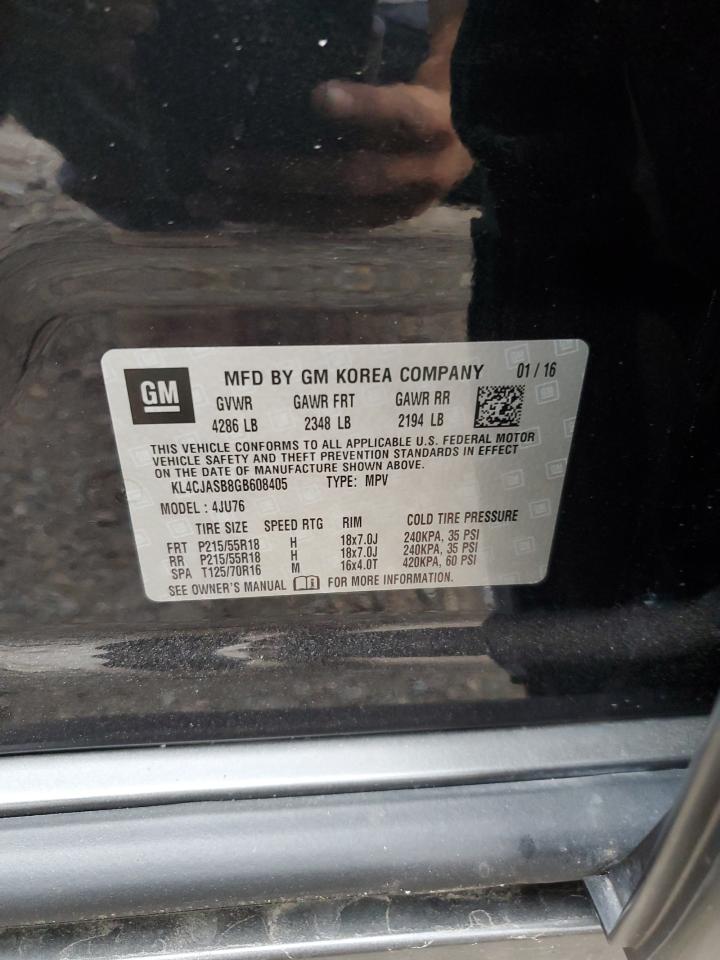 GM
MFD BY GM KOREA COMPANY 01 / 16
GVWR GAWR FRT GAWR RR
4286 LB 2348 LB 2194 LB
THIS VEHICLE CONFORMS TO ALL APPLICABLE U.S. FEDERAL MOTOR
VEHICLE SAFETY AND THEFT PREVENTION STANDARDS IN EFFECT
ON THE DATE OF MANUFACTURE SHOWN ABOVE.
KL4CJASB8GB608405 TYPE: MPV
MODEL : 4JU76
TIRE SIZE SPEED RTG RIM COLD TIRE PRESSURE
FRT P215/55R18 H 18x7.0J 240KPA, 35 PSI
RR P215/55R18 H 18x7.0J 240KPA, 35 PSI
SPA T125/70R16 M 16x4.0T 420KPA, 60 PSI
SEE OWNER'S MANUAL FOR MORE INFORMATION.